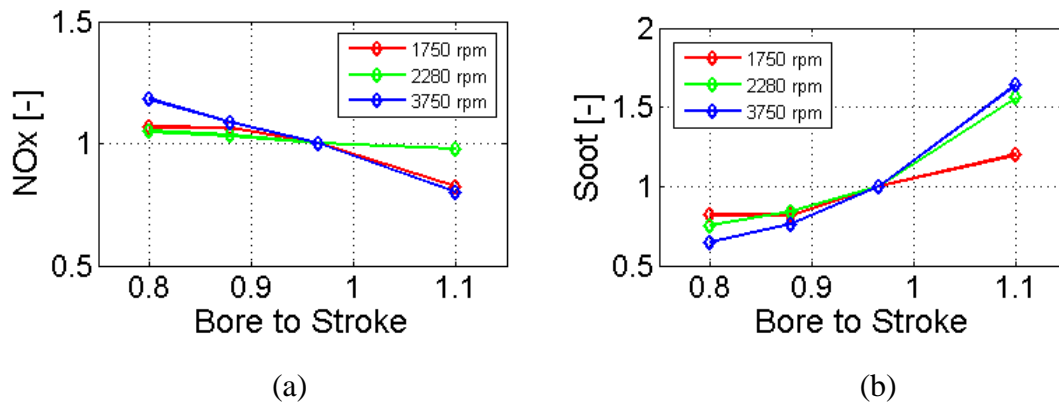 1.5
1
0.5
NOx [-]
1750 rpm
2280 rpm
3750 rpm
0.8 0.9 1 1.1
Bore to Stroke
(a)
2
1.5
1
0.5
Soot [-]
1750 rpm
2280 rpm
3750 rpm
0.8 0.9 1 1.1
Bore to Stroke
(b)